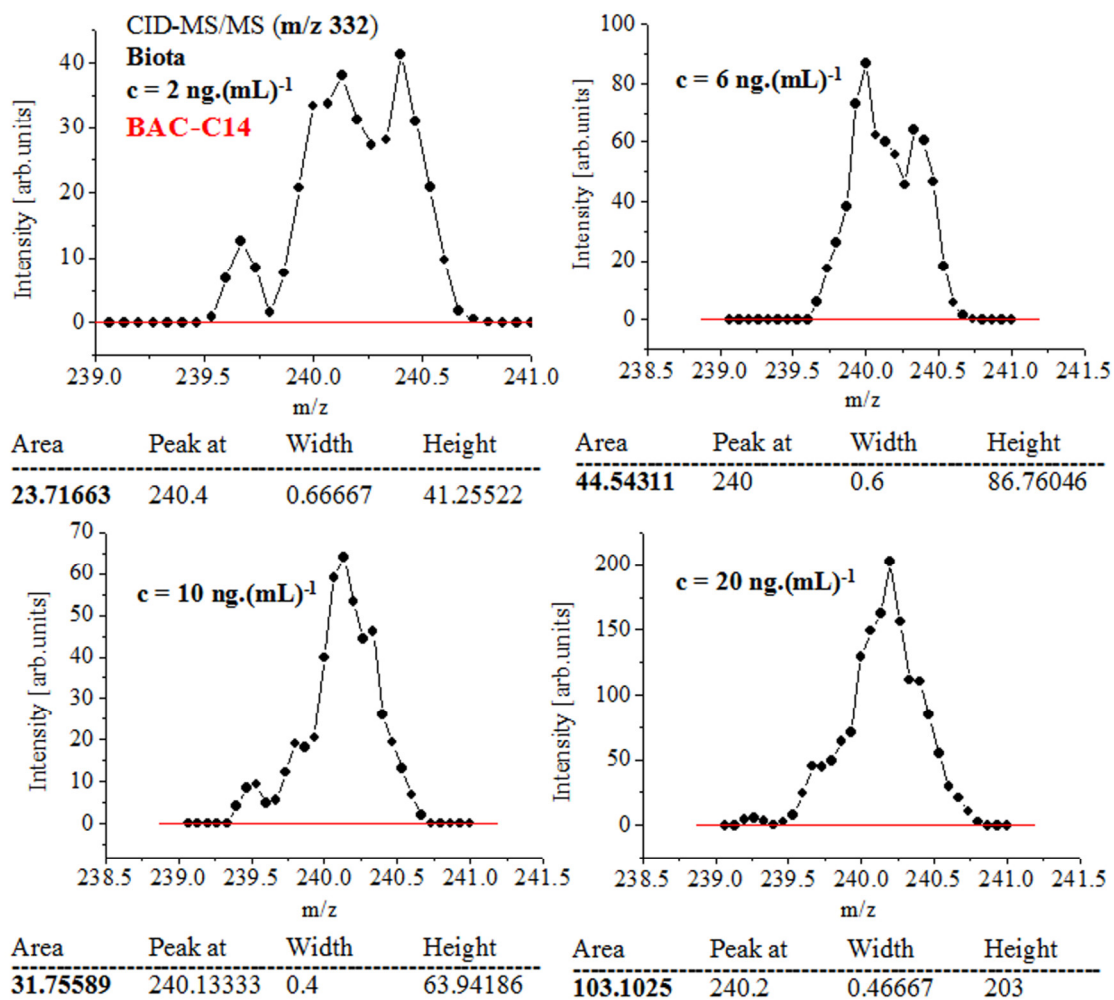 CID-MS/MS (m/z 332)
Biota
c = 2 ng.(mL)-1
BAC-C14
Intensity [arb.units]
40
30
20
10
0
239.0 239.5 240.0 240.5 241.0
m/z
Area Peak at Width Height
23.71663 240.4 0.66667 41.25522
c = 6 ng.(mL)-1
Intensity [arb.units]
100
80
60
40
20
0
238.5 239.0 239.5 240.0 240.5 241.0 241.5
m/z
Area Peak at Width Height
44.54311 240 0.6 86.76046
c = 10 ng.(mL)-1
Intensity [arb.units]
70
60
50
40
30
20
10
0
238.5 239.0 239.5 240.0 240.5 241.0 241.5
m/z
Area Peak at Width Height
31.75589 240.13333 0.4 63.94186
c = 20 ng.(mL)-1
Intensity [arb.units]
200
150
100
50
0
238.5 239.0 239.5 240.0 240.5 241.0 241.5
m/z
Area Peak at Width Height
103.1025 240.2 0.46667 203